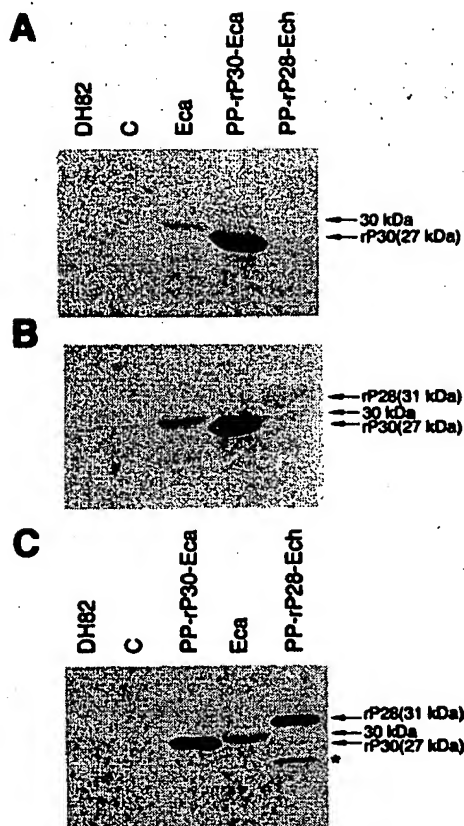 A
DH82
C
Eca
PP-rP30-Eca
PP-rP28-Ech
30 kDa
rP30(27 kDa)
B
rP28(31 kDa)
30 kDa
rP30(27 kDa)
C
DH82
C
PP-rP30-Eca
Eca
PP-rP28-Ech
rP28(31 kDa)
30 kDa
rP30(27 kDa)
*